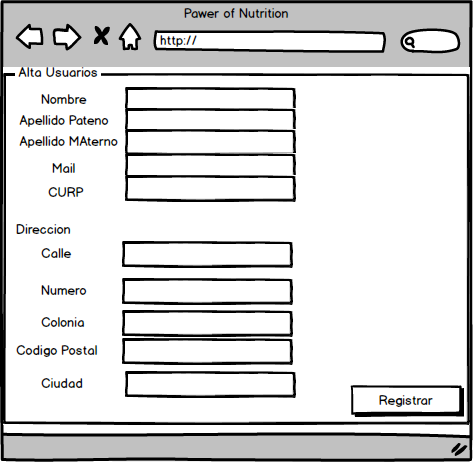 Pawer of Nutrition
http://
Alta Usuarios
Nombre
Apellido Pateno
Apellido MAterno
Mail
CURP
Direccion
Calle
Numero
Colonia
Codigo Postal
Ciudad
Registrar